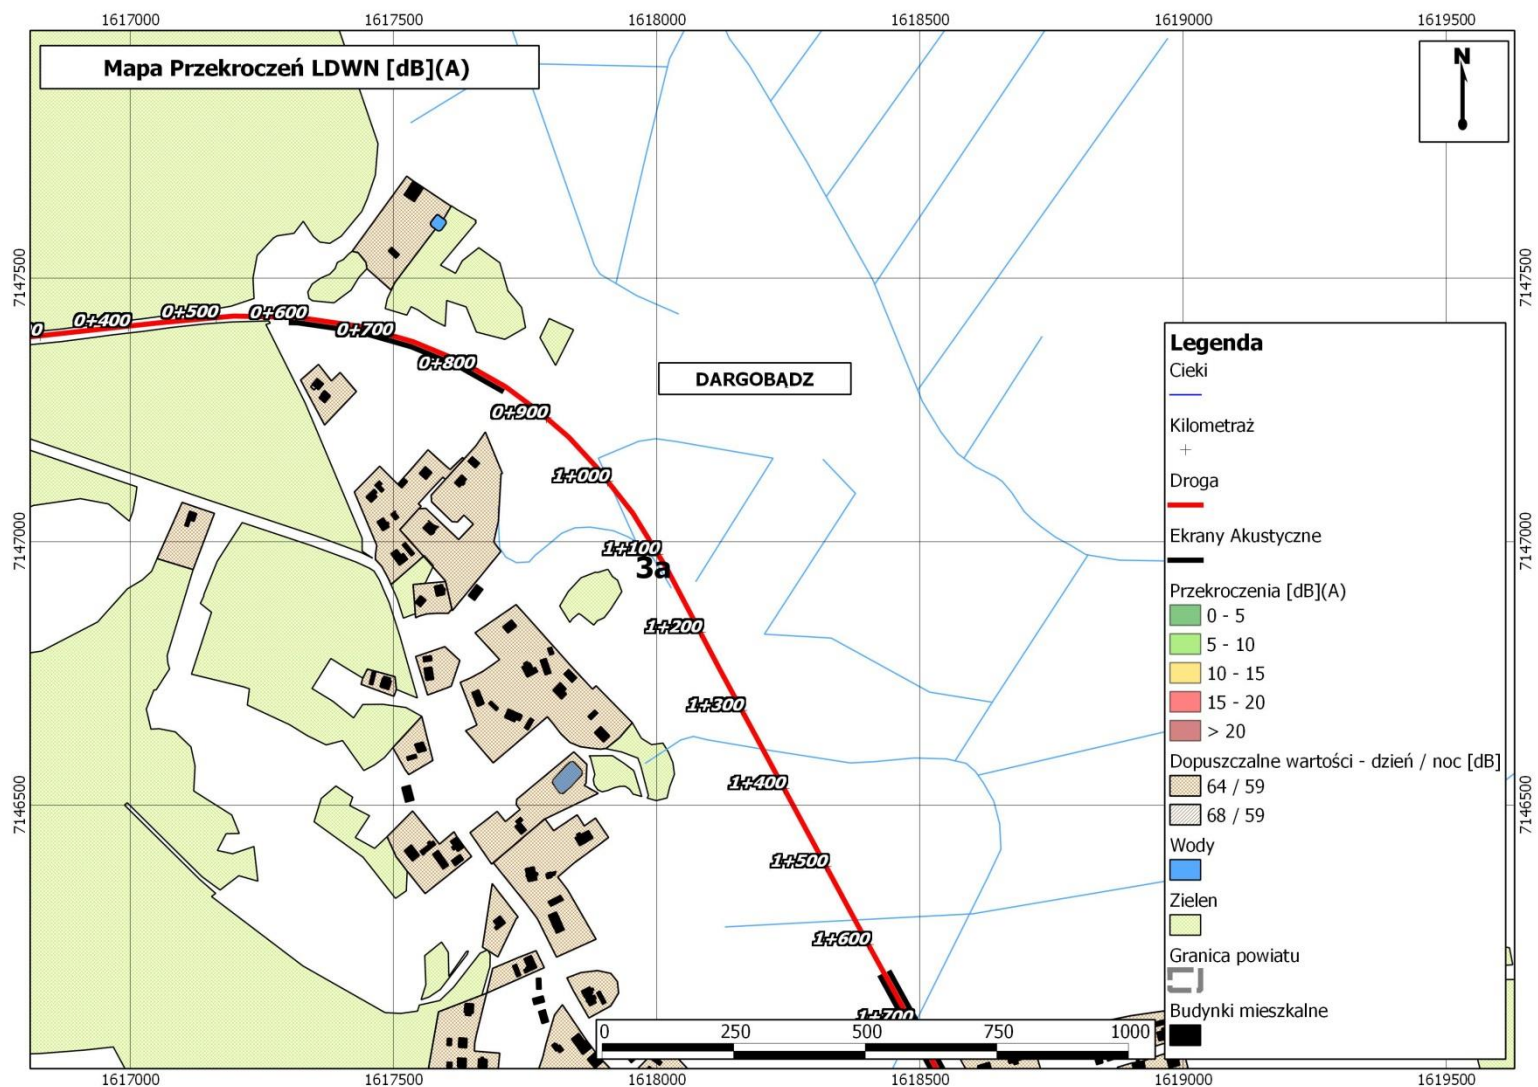 1617000 1617500 1618000 1618500 1619000 1619500
Mapa Przekroczeń LDWN [dB](A)
N
7147500 7147500
0+400 0+500 0+600 0+700 0+800 0+900
DARGOBĄDZ
1+000
7147000 7147000
1+100
3a
1+200
1+300
1+400
7146500 7146500
1+500
1+600
1+700
Legenda
Cieki
Kilometraż
Droga
Ekrany Akustyczne
Przekroczenia [dB](A)
0 - 5
5 - 10
10 - 15
15 - 20
> 20
Dopuszczalne wartości - dzień / noc [dB]
64 / 59
68 / 59
Wody
Zielen
Granica powiatu
Budynki mieszkalne
0 250 500 750 1000
1617000 1617500 1618000 1618500 1619000 1619500